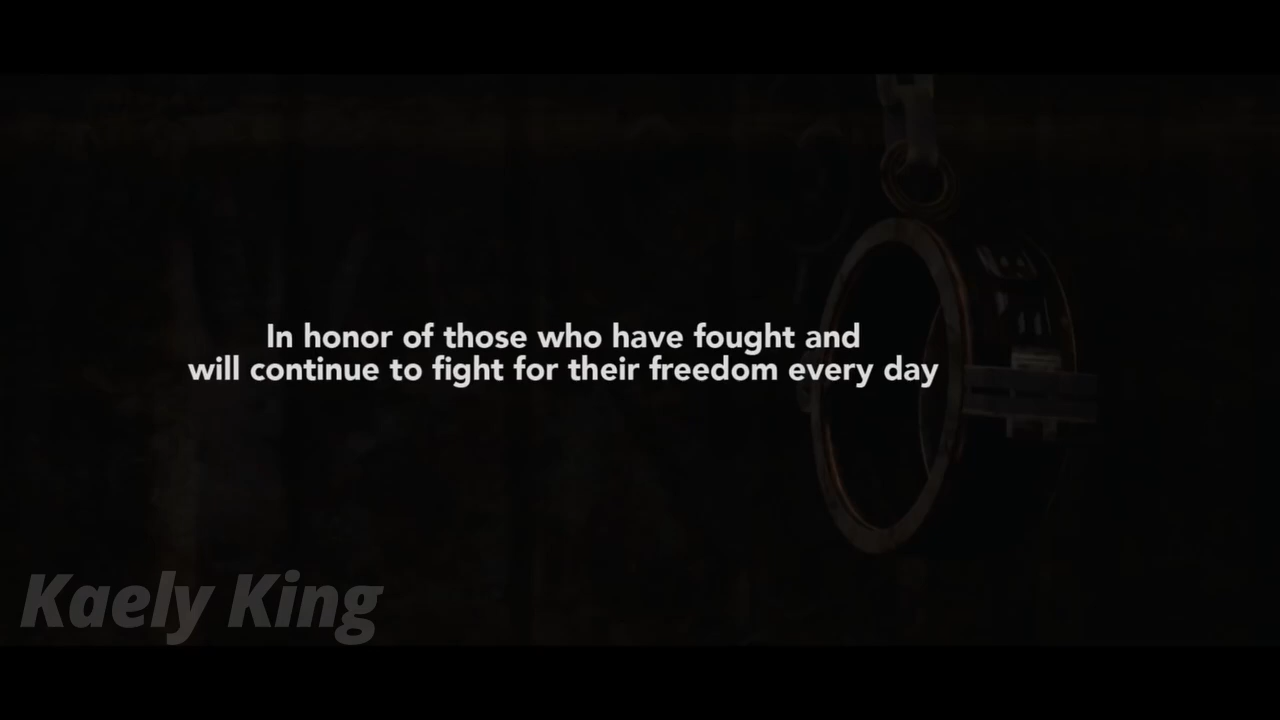 In honor of those who have fought and
will continue to fight for their freedom every day
Kaely King